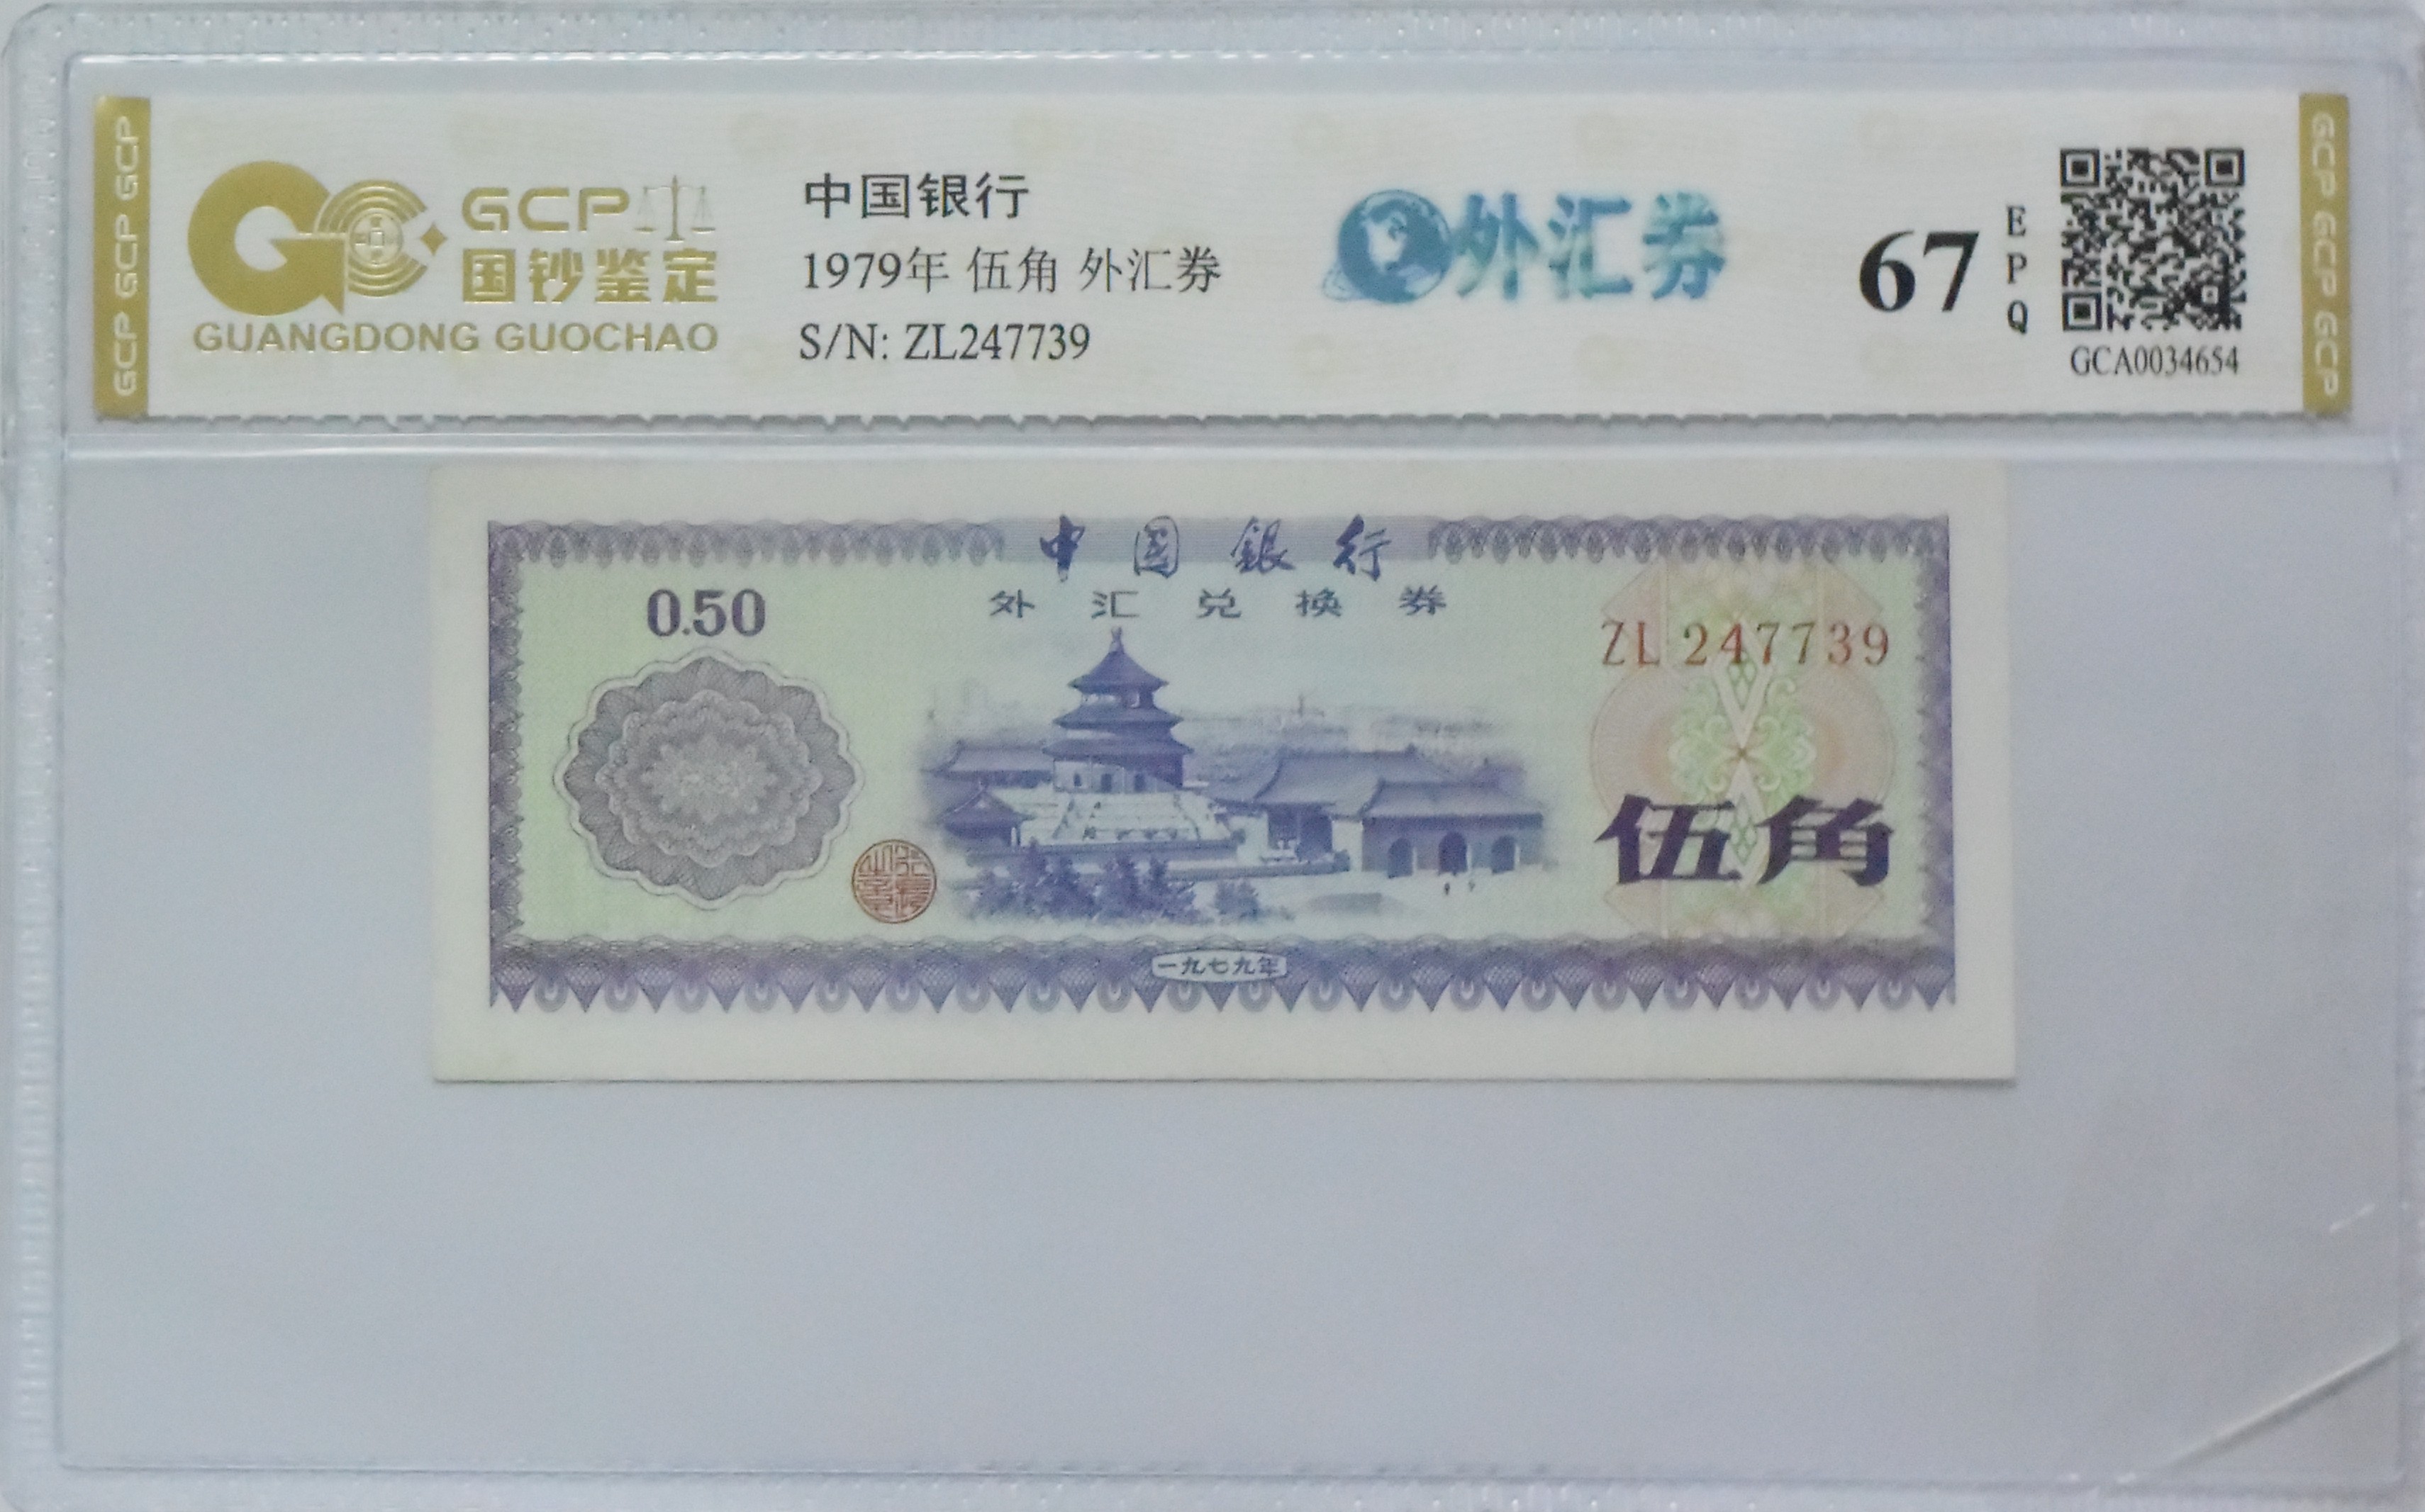 GCP GCP GCP
GCP
国钞鉴定
GUANGDONG GUOCHAO
中国银行
1979年 伍角 外汇券
S/N: ZL247739
外汇券
67
EPQ
GCA0034654
GCP GCP GCP
中国銀行
外汇兑换券
0.50
ZL 247739
伍角
一九七九年